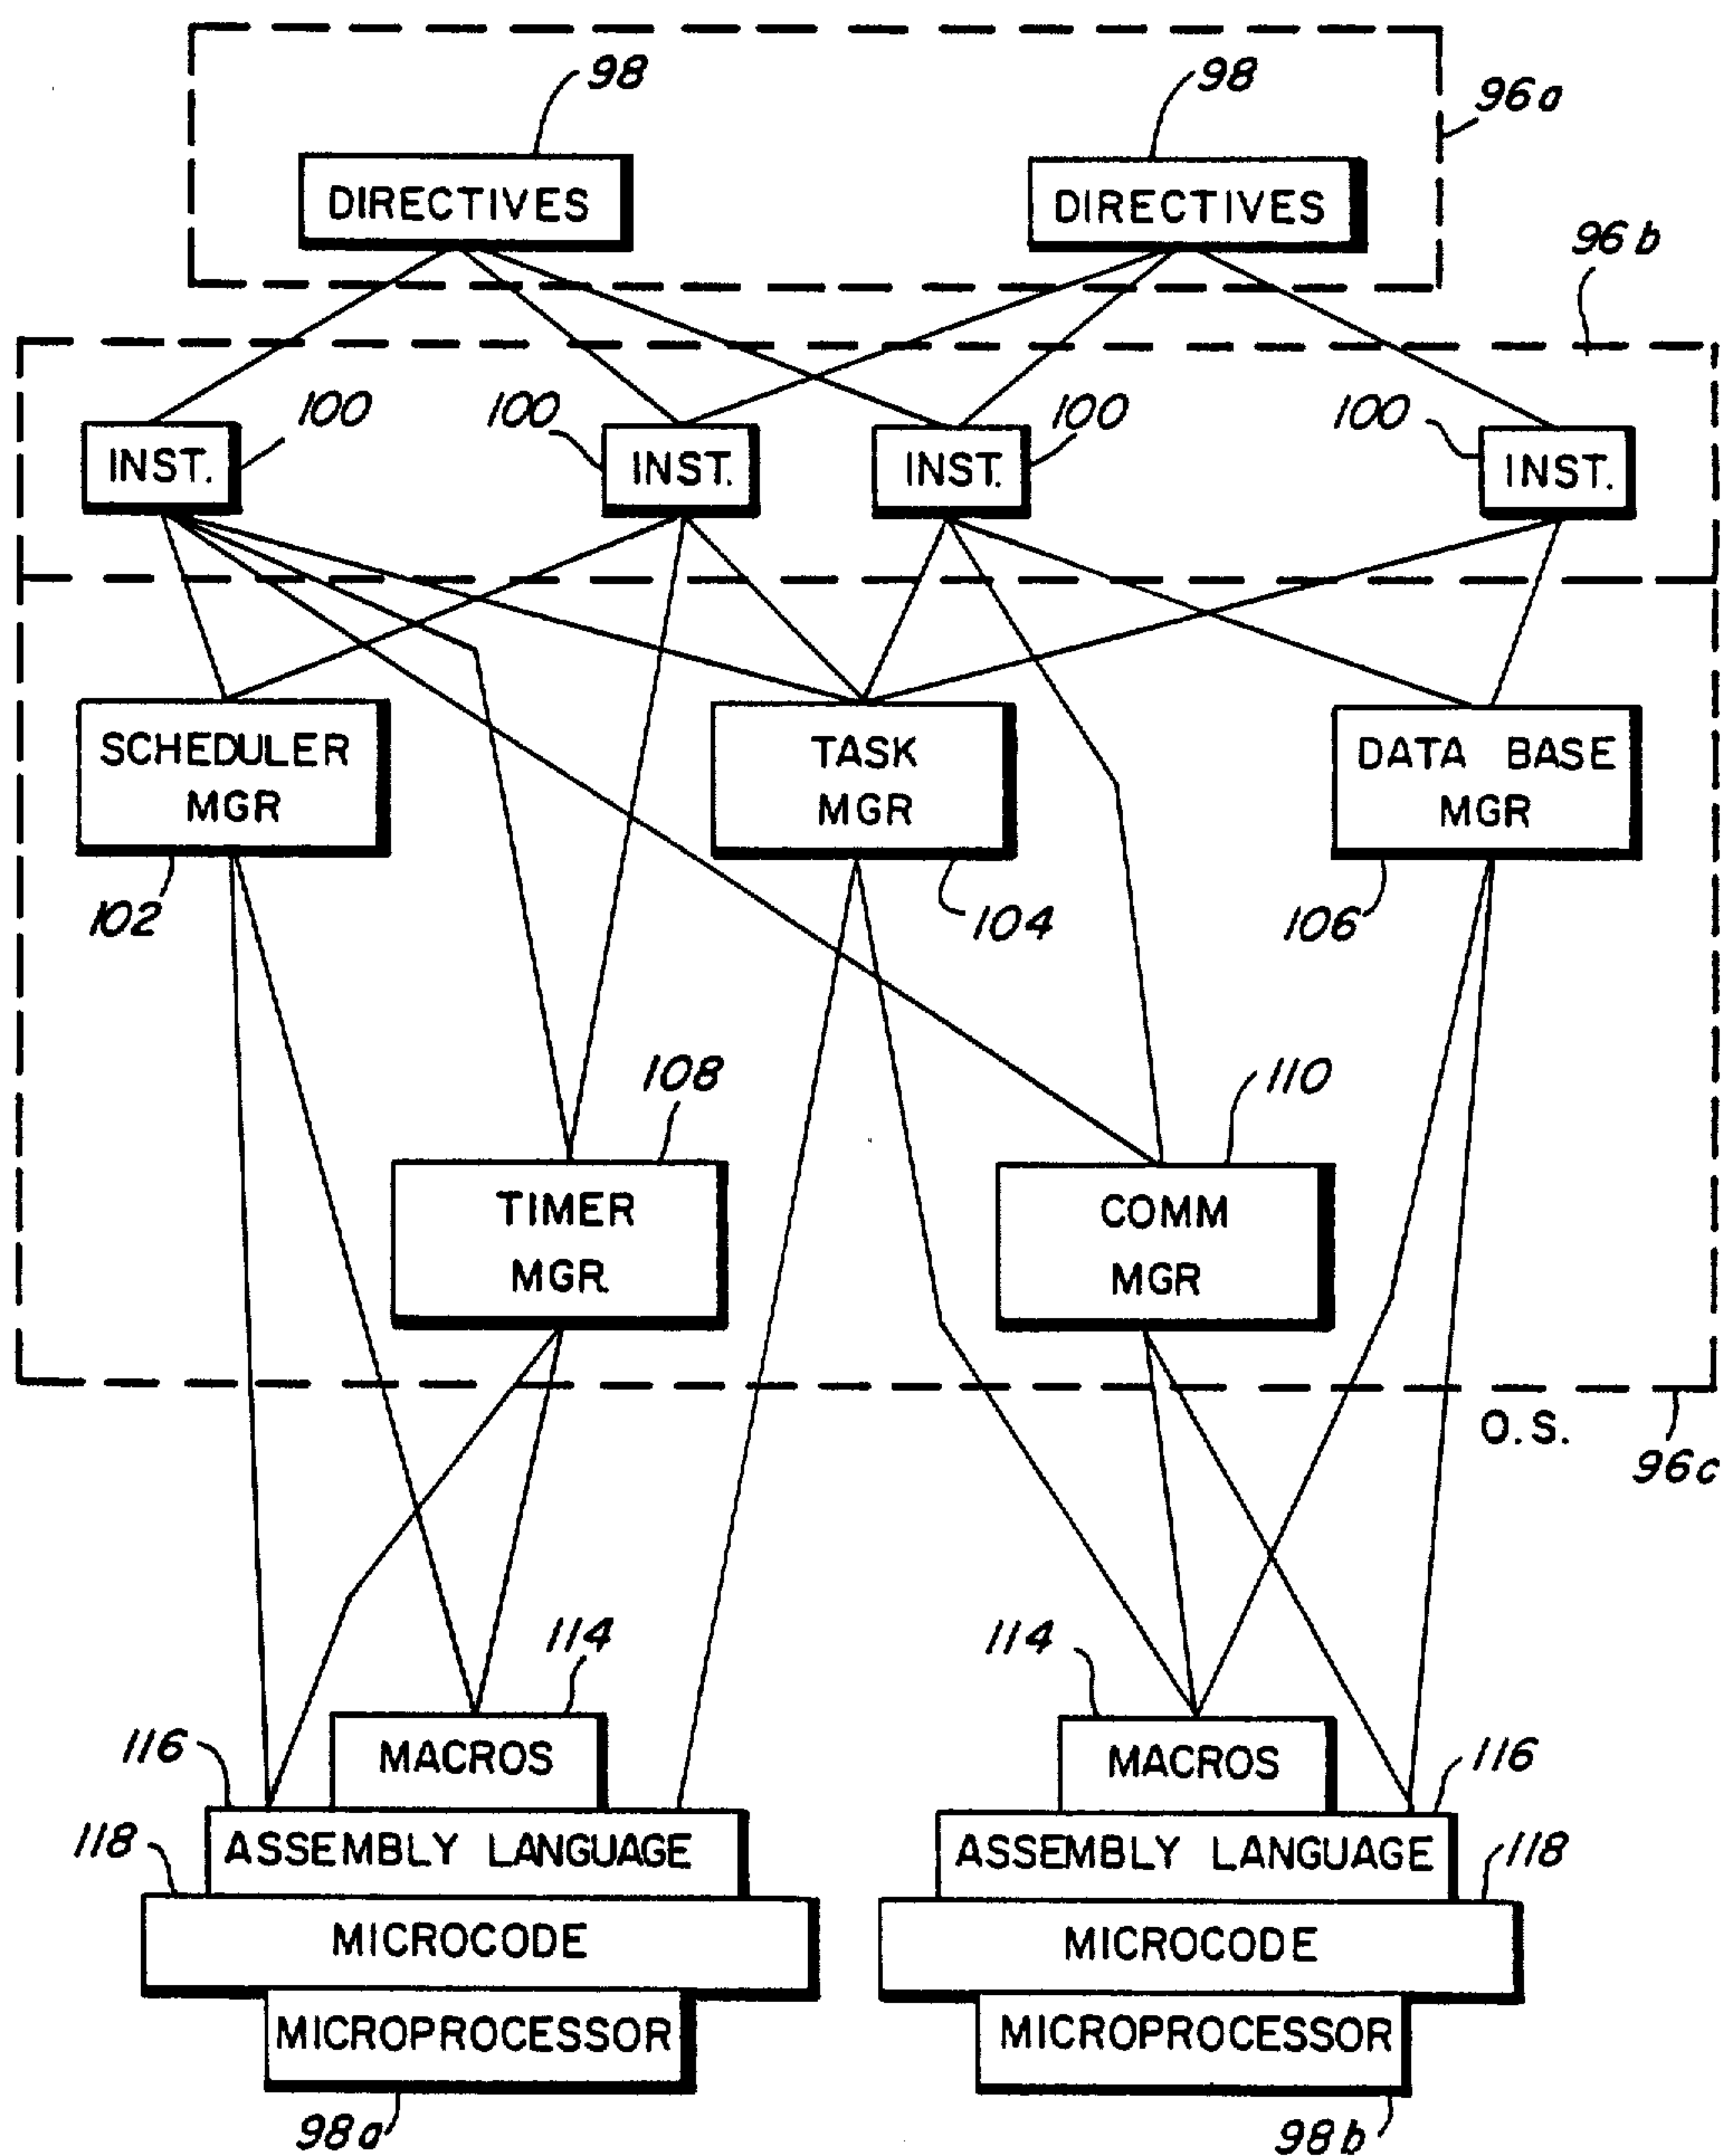 98
98
96a
DIRECTIVES
DIRECTIVES
96b
100
100
100
100
INST.
INST.
INST.
INST.
SCHEDULER
MGR
TASK
MGR
DATA BASE
MGR
102
104
106
108
110
TIMER
MGR.
COMM
MGR
O.S.
96c
114
114
116
MACROS
MACROS
116
118
ASSEMBLY LANGUAGE
ASSEMBLY LANGUAGE
118
MICROCODE
MICROCODE
MICROPROCESSOR
MICROPROCESSOR
98a
98b